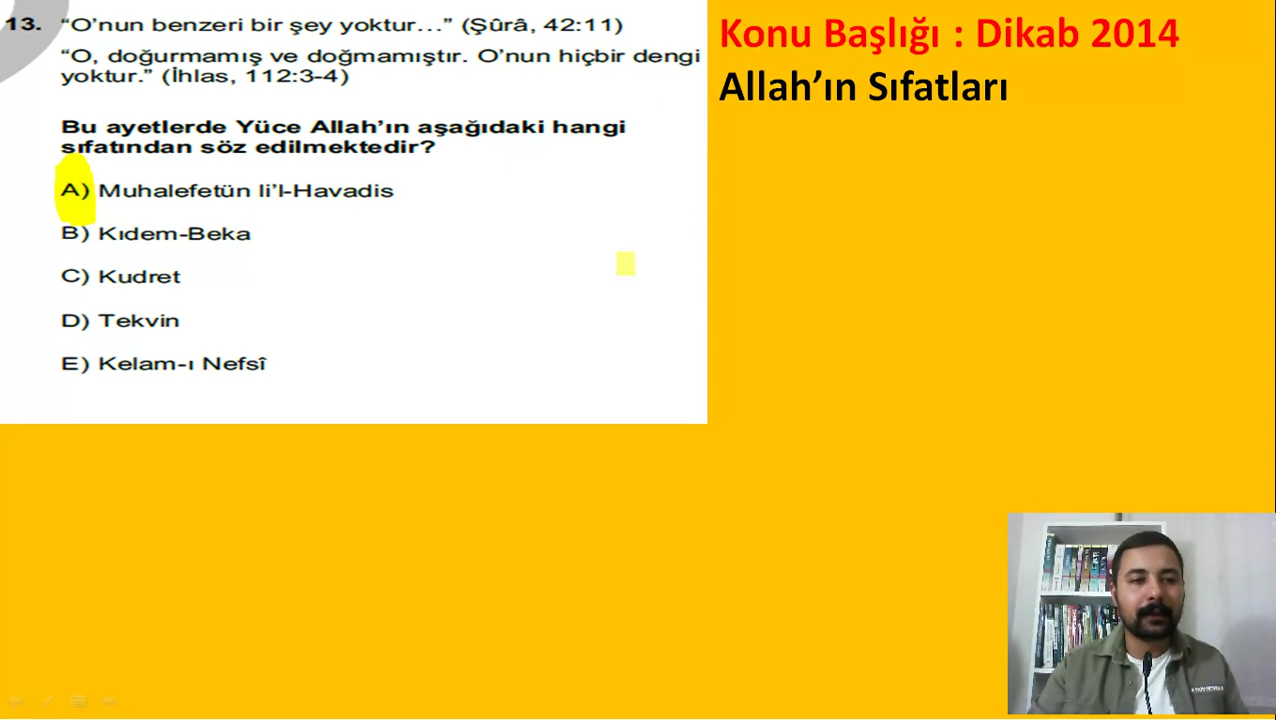 13. “O’nun benzeri bir şey yoktur…” (Şûrâ, 42:11)
“O, doğurmamış ve doğmamıştır. O’nun hiçbir dengi
yoktur.” (İhlas, 112:3-4)
Bu ayetlerde Yüce Allah’ın aşağıdaki hangi
sıfatından söz edilmektedir?
A) Muhalefetün li’l-Havadis
B) Kıdem-Beka
C) Kudret
D) Tekvin
E) Kelam-ı Nefsî
Konu Başlığı : Dikab 2014
Allah’ın Sıfatları